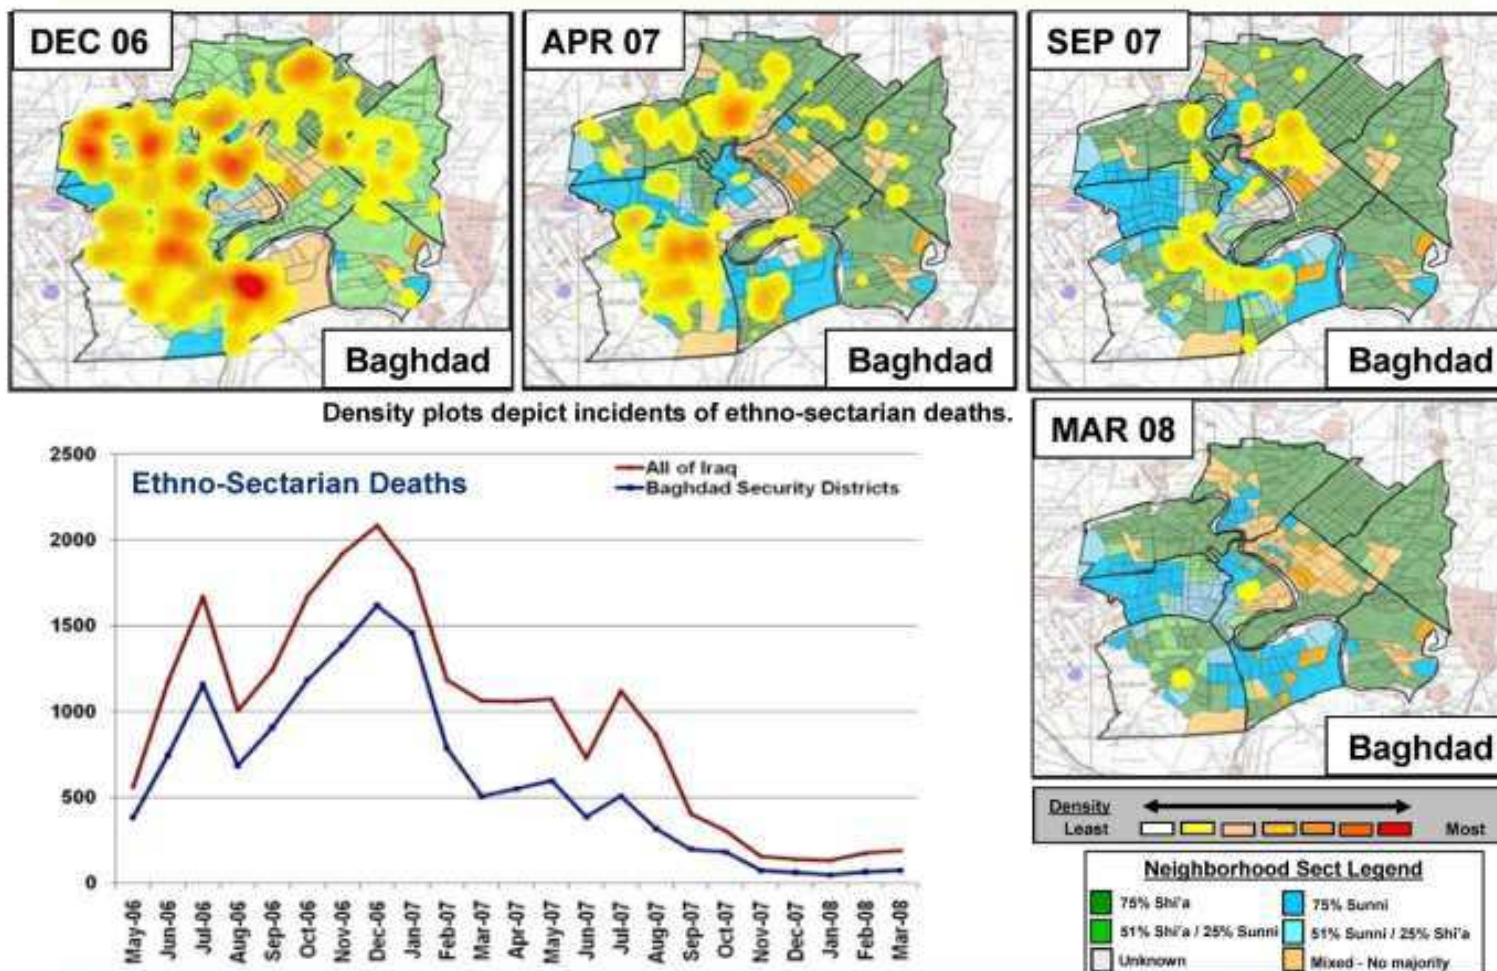 DEC 06
Baghdad
APR 07
Baghdad
SEP 07
Baghdad
Density plots depict incidents of ethno-sectarian deaths.
MAR 08
Baghdad
Ethno-Sectarian Deaths
All of Iraq
Baghdad Security Districts
2500
2000
1500
1000
500
0
May-06
Jun-06
Jul-06
Aug-06
Sep-06
Oct-06
Nov-06
Dec-06
Jan-07
Feb-07
Mar-07
Apr-07
May-07
Jun-07
Jul-07
Aug-07
Sep-07
Oct-07
Nov-07
Dec-07
Jan-08
Feb-08
Mar-08
Density
Least Most
Neighborhood Sect Legend
75% Shi'a 75% Sunni
51% Shi'a / 25% Sunni 51% Sunni / 25% Shi'a
Unknown Mixed - No majority